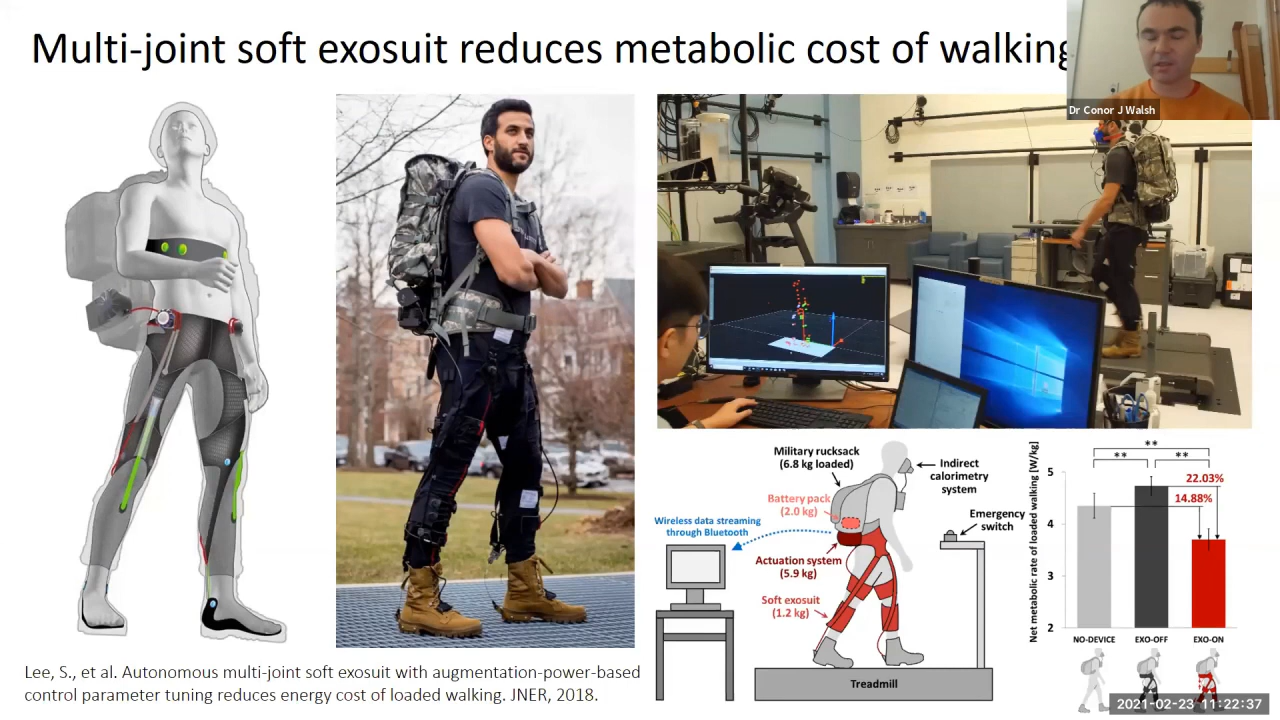 Multi-joint soft exosuit reduces metabolic cost of walking
Dr Conor J Walsh
Military rucksack
(6.8 kg loaded)
Indirect
calorimetry
system
Battery pack
(2.0 kg)
Wireless data streaming
through Bluetooth
Emergency
switch
Actuation system
(5.9 kg)
Soft exosuit
(1.2 kg)
Treadmill
Net metabolic rate of loaded walking [W/kg]
5
4
3
2
**
**
**
22.03%
14.88%
NO-DEVICE
EXO-OFF
EXO-ON
Lee, S., et al. Autonomous multi-joint soft exosuit with augmentation-power-based
control parameter tuning reduces energy cost of loaded walking. JNER, 2018.
2021-02-23 11:22:37